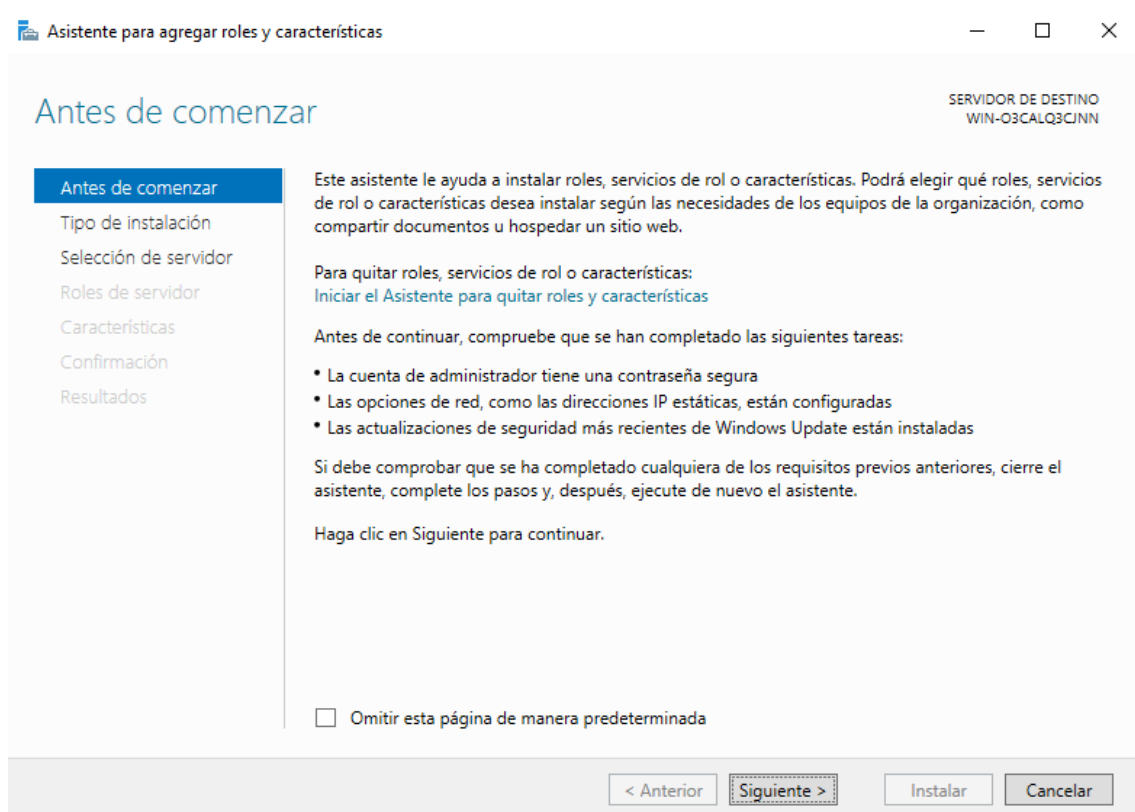 Asistente para agregar roles y características
Antes de comenzar
SERVIDOR DE DESTINO
WIN-O3CALQ3CJNN
Antes de comenzar
Tipo de instalación
Selección de servidor
Roles de servidor
Características
Confirmación
Resultados
Este asistente le ayuda a instalar roles, servicios de rol o características. Podrá elegir qué roles, servicios
de rol o características desea instalar según las necesidades de los equipos de la organización, como
compartir documentos u hospedar un sitio web.
Para quitar roles, servicios de rol o características:
Iniciar el Asistente para quitar roles y características
Antes de continuar, compruebe que se han completado las siguientes tareas:
• La cuenta de administrador tiene una contraseña segura
• Las opciones de red, como las direcciones IP estáticas, están configuradas
• Las actualizaciones de seguridad más recientes de Windows Update están instaladas
Si debe comprobar que se ha completado cualquiera de los requisitos previos anteriores, cierre el
asistente, complete los pasos y, después, ejecute de nuevo el asistente.
Haga clic en Siguiente para continuar.
Omitir esta página de manera predeterminada
< Anterior
Siguiente >
Instalar
Cancelar